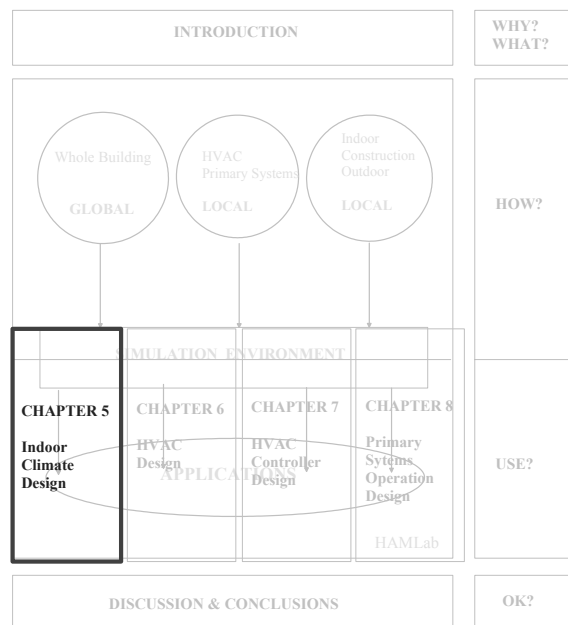 INTRODUCTION
WHY?
WHAT?
Whole Building
GLOBAL
HVAC
Primary Systems
LOCAL
Indoor
Construction
Outdoor
LOCAL
HOW?
SIMULATION ENVIRONMENT
CHAPTER 5
Indoor
Climate
Design
CHAPTER 6
HVAC
Design
CHAPTER 7
HVAC
Controller
Design
CHAPTER 8
Primary
Sytems
Operation
Design
APPLICATIONS
HAMLab
USE?
DISCUSSION & CONCLUSIONS
OK?